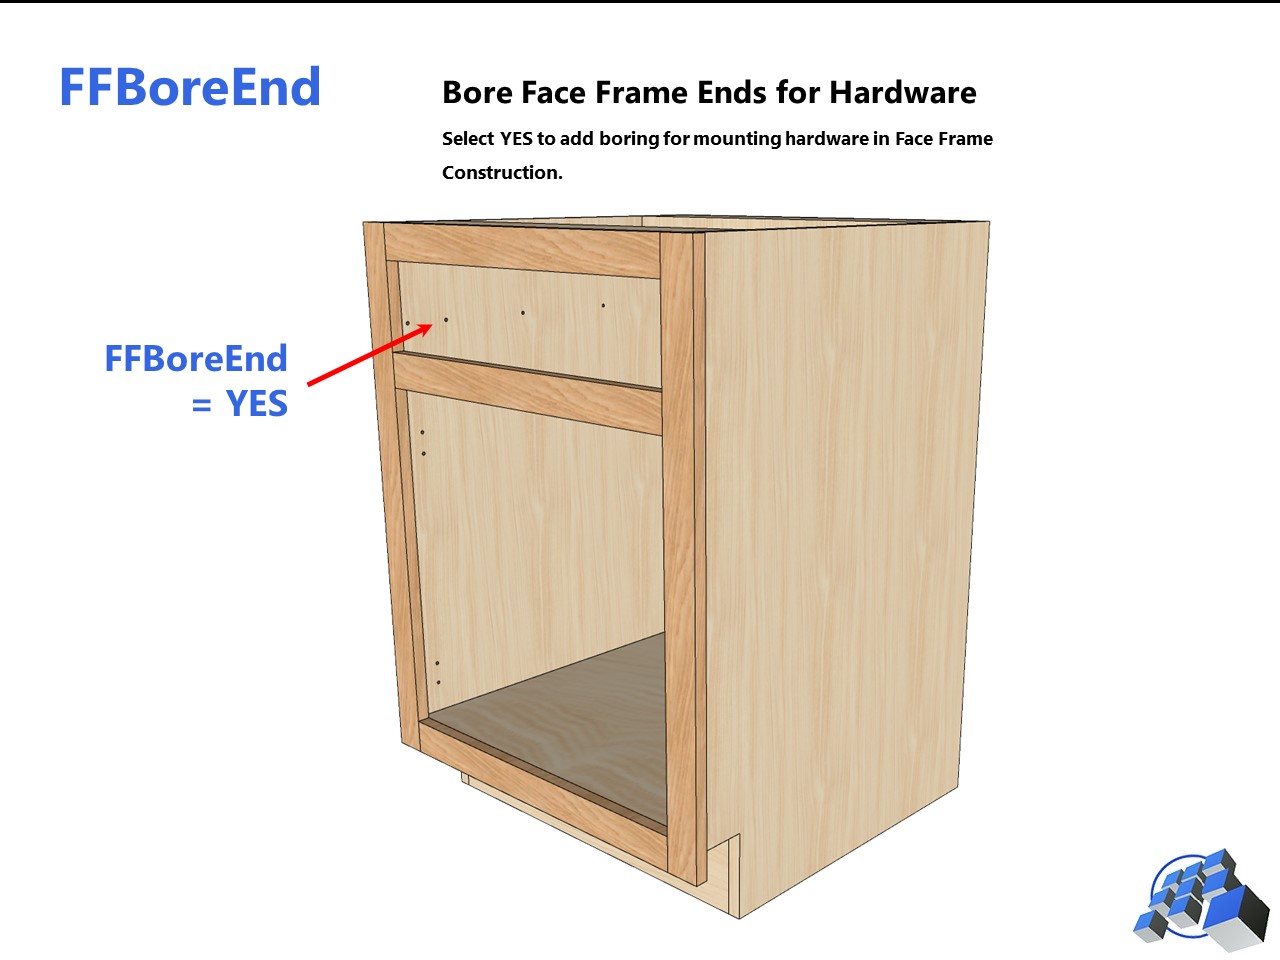 FFBoreEnd
Bore Face Frame Ends for Hardware
Select YES to add boring for mounting hardware in Face Frame
Construction.
FFBoreEnd
= YES